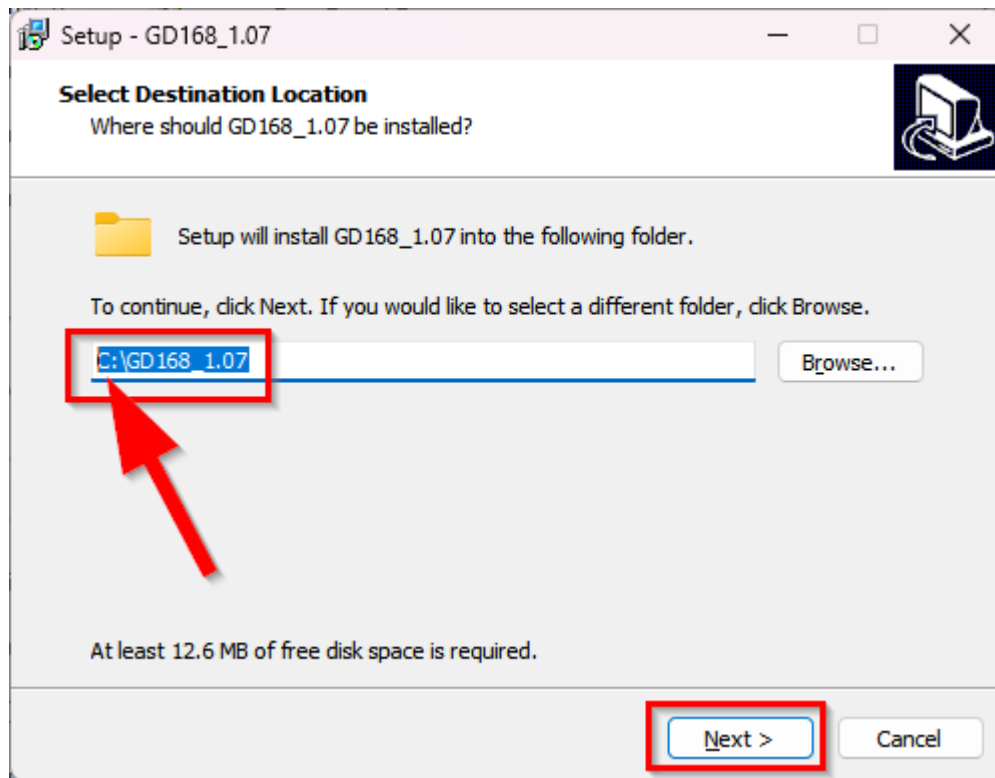 Setup - GD168_1.07
Select Destination Location
Where should GD168_1.07 be installed?
Setup will install GD168_1.07 into the following folder.
To continue, click Next. If you would like to select a different folder, click Browse.
C:\GD168_1.07
Browse...
At least 12.6 MB of free disk space is required.
Next >
Cancel